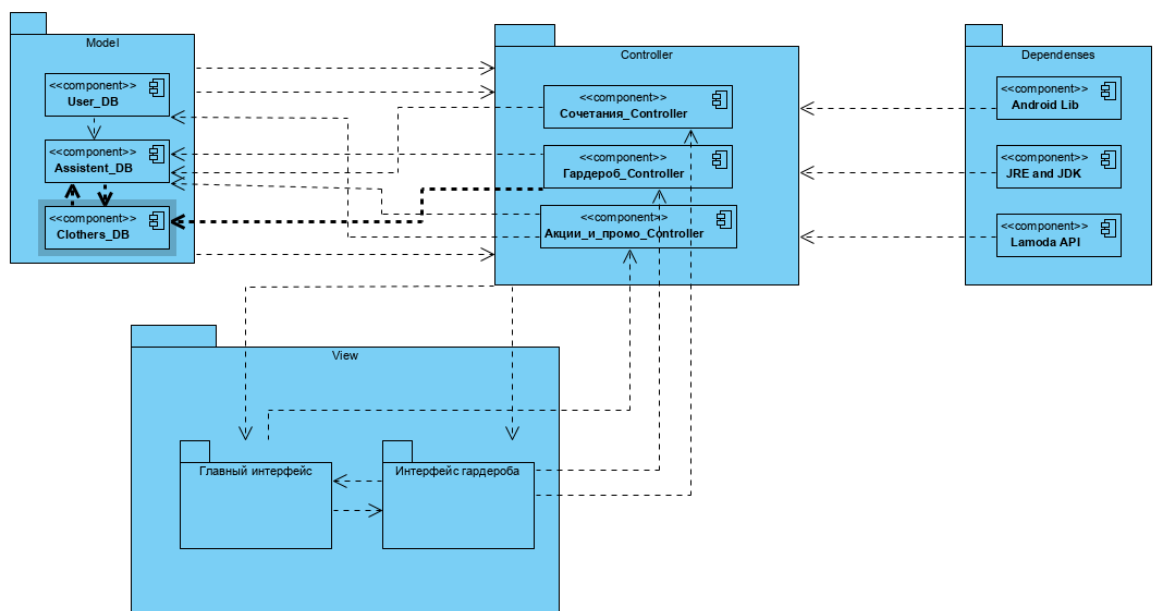 Model
<<component>>
User_DB
<<component>>
Assistent_DB
<<component>>
Clothers_DB
Controller
<<component>>
Сочетания_Controller
<<component>>
Гардероб_Controller
<<component>>
Акции_и_промо_Controller
Dependenses
<<component>>
Android Lib
<<component>>
JRE and JDK
<<component>>
Lamoda API
View
Главный интерфейс
Интерфейс гардероба